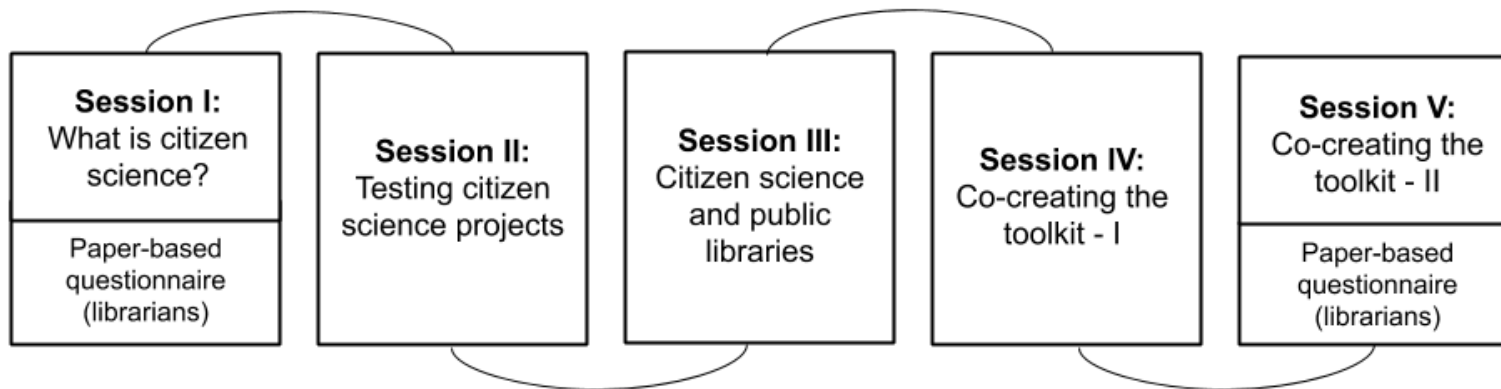 Session I:
What is citizen
science?
Paper-based
questionnaire
(librarians)
Session II:
Testing citizen
science projects
Session III:
Citizen science
and public
libraries
Session IV:
Co-creating the
toolkit - I
Session V:
Co-creating the
toolkit - II
Paper-based
questionnaire
(librarians)